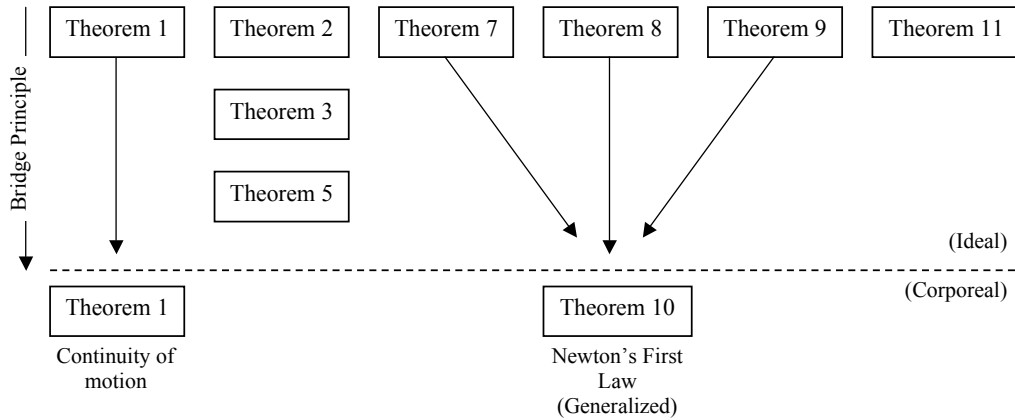 Theorem 1
Theorem 2
Theorem 7
Theorem 8
Theorem 9
Theorem 11
Bridge Principle
Theorem 3
Theorem 5
(Ideal)
(Corporeal)
Theorem 1
Theorem 10
Continuity of
motion
Newton’s First
Law
(Generalized)